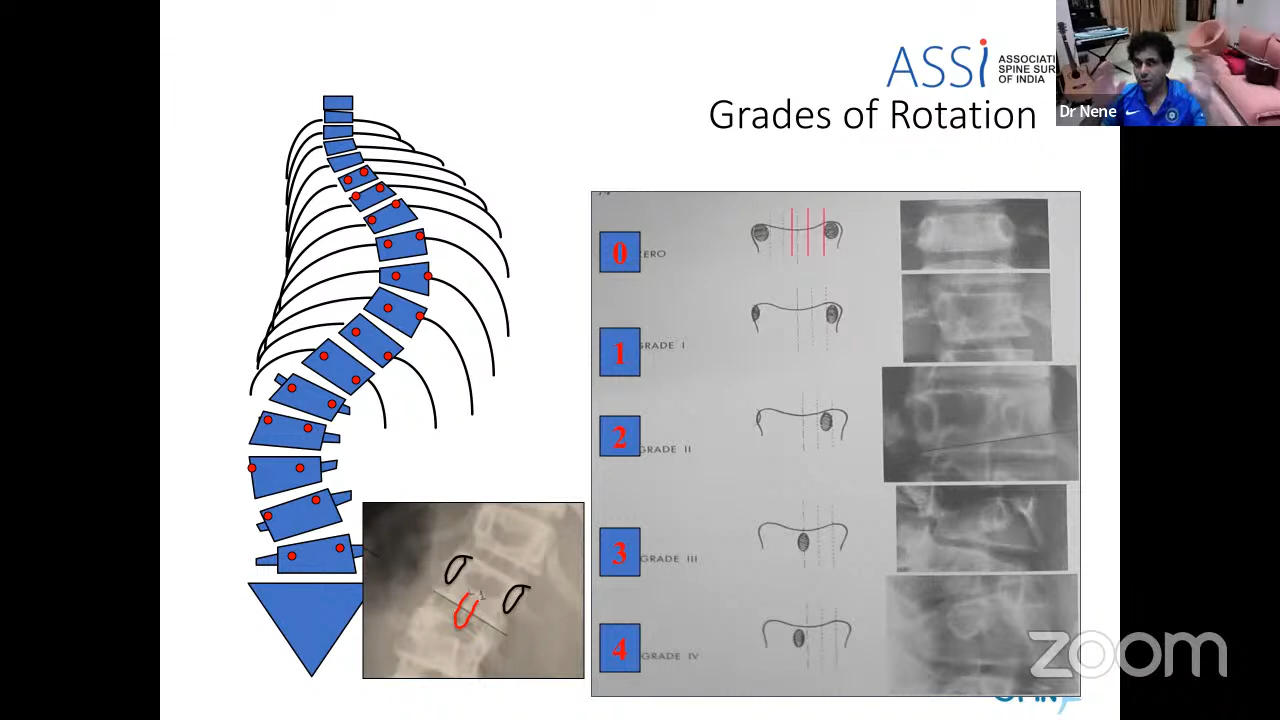 ASSi
ASSOCIATI
SPINE SUR
OF INDIA
Dr Nene
Grades of Rotation
0
ZERO
1
GRADE I
2
GRADE II
3
GRADE III
4
GRADE IV
zoom